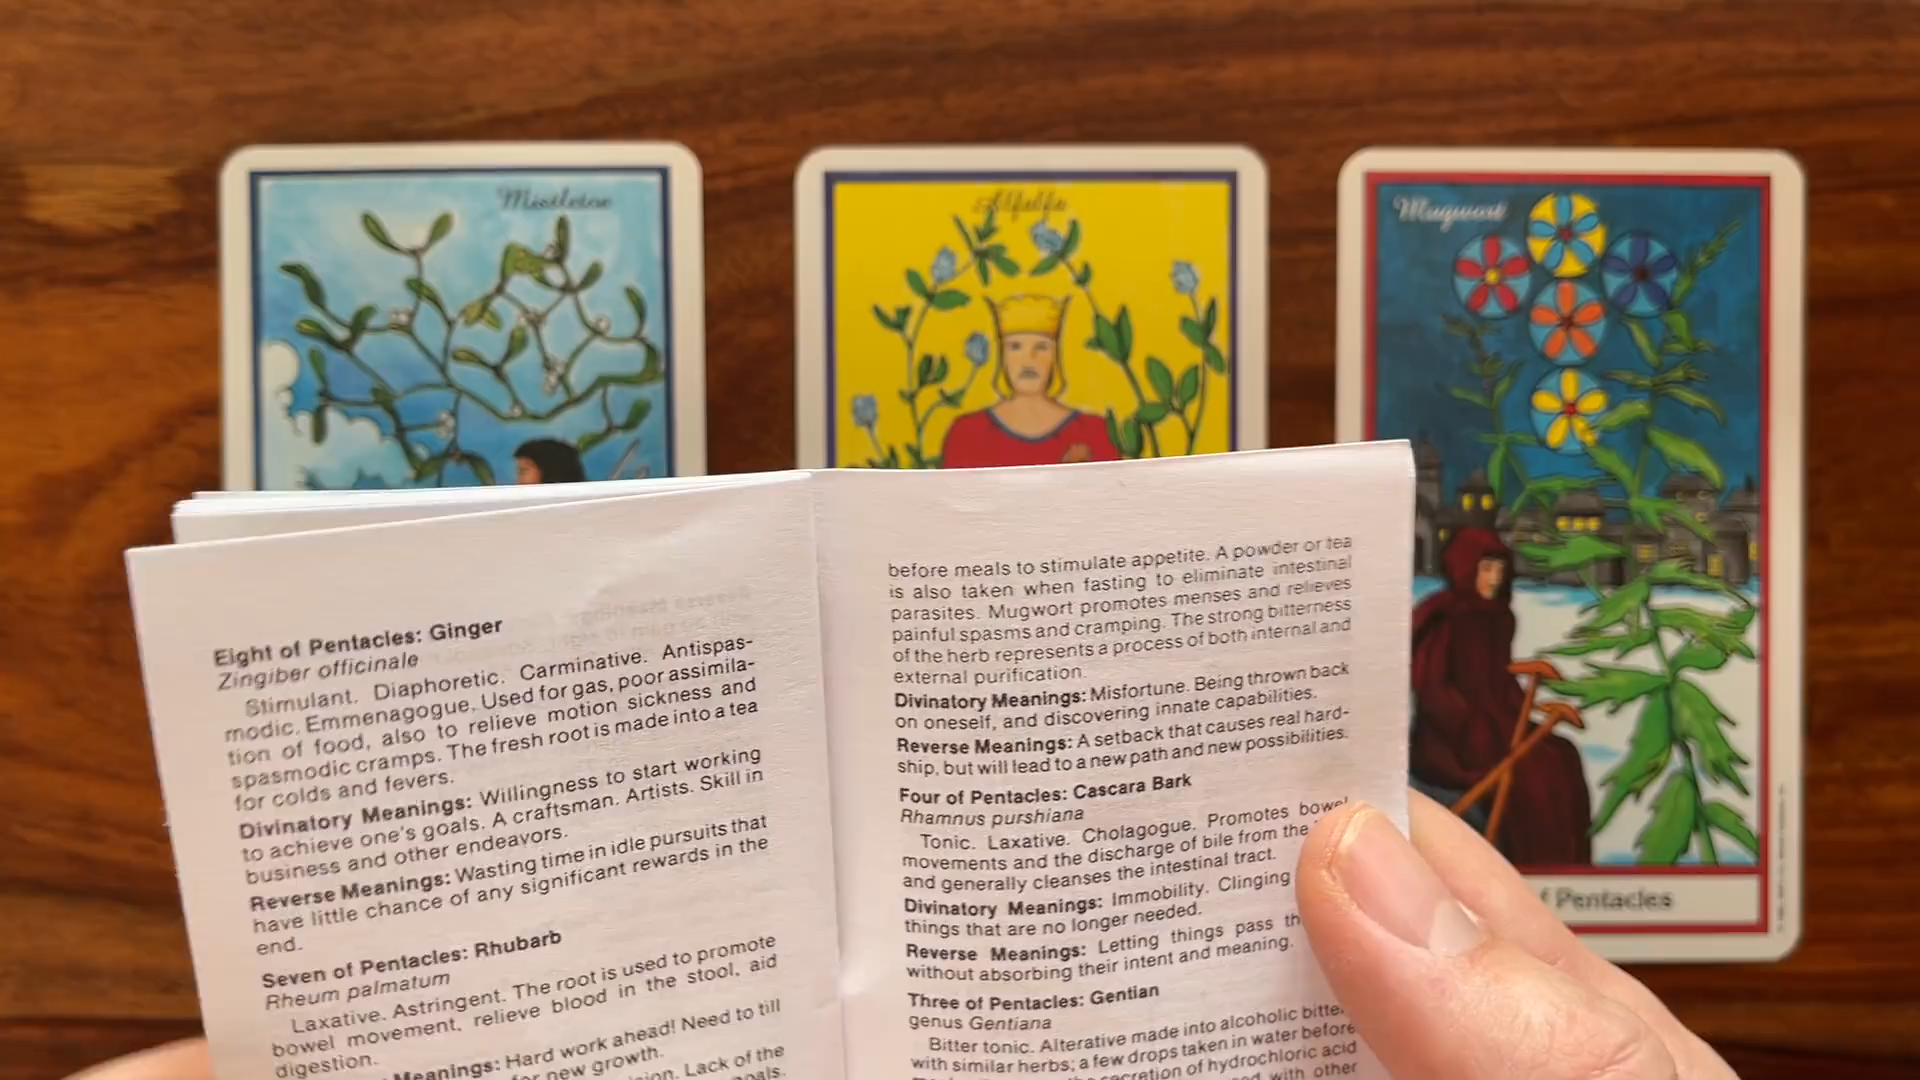 Mistletoe
Alfalfa
Mugwort
of Pentacles
Eight of Pentacles: Ginger
Zingiber officinale
Stimulant. Diaphoretic. Carminative. Antispas-
modic. Emmenagogue. Used for gas, poor assimila-
tion of food, also to relieve motion sickness and
spasmodic cramps. The fresh root is made into a tea
for colds and fevers.
Divinatory Meanings: Willingness to start working
to achieve one's goals. A craftsman. Artists. Skill in
business and other endeavors.
Reverse Meanings: Wasting time in idle pursuits that
have little chance of any significant rewards in the
end.
Seven of Pentacles: Rhubarb
Rheum palmatum
Laxative. Astringent. The root is used to promote
bowel movement, relieve blood in the stool, aid
digestion.
Meanings: Hard work ahead! Need to till
for new growth.
Lack of the
before meals to stimulate appetite. A powder or tea
is also taken when fasting to eliminate intestinal
parasites. Mugwort promotes menses and relieves
painful spasms and cramping. The strong bitterness
of the herb represents a process of both internal and
external purification.
Divinatory Meanings: Misfortune. Being thrown back
on oneself, and discovering innate capabilities.
Reverse Meanings: A setback that causes real hard-
ship, but will lead to a new path and new possibilities.
Four of Pentacles: Cascara Bark
Rhamnus purshiana
Tonic. Laxative. Cholagogue. Promotes bowel
movements and the discharge of bile from the
and generally cleanses the intestinal tract.
Divinatory Meanings: Immobility. Clinging
things that are no longer needed.
Reverse Meanings: Letting things pass
without absorbing their intent and meaning.
Three of Pentacles: Gentian
genus Gentiana
Bitter tonic. Alterative made into alcoholic
with similar herbs; a few drops taken in water before
secretion of hydrochloric acid
with other